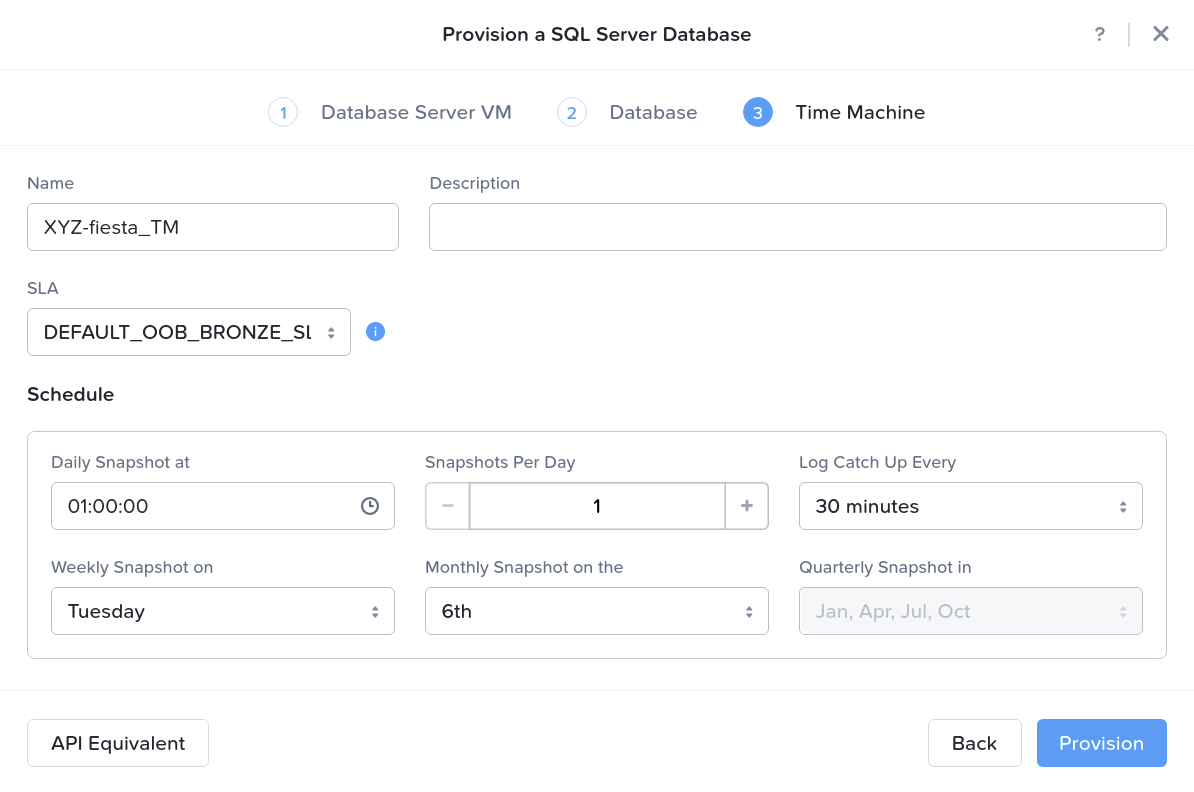 Provision a SQL Server Database
?
1 Database Server VM 2 Database 3 Time Machine
Name Description
XYZ-fiesta_TM
SLA
DEFAULT_OOB_BRONZE_SL
i
Schedule
Daily Snapshot at Snapshots Per Day Log Catch Up Every
01:00:00 − 1 + 30 minutes
Weekly Snapshot on Monthly Snapshot on the Quarterly Snapshot in
Tuesday 6th Jan, Apr, Jul, Oct
API Equivalent Back Provision